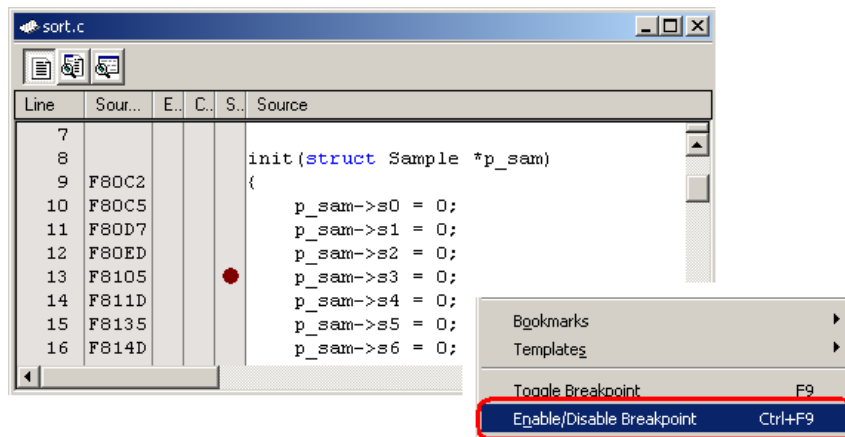 sort.c
Line Sour... E.. C.. S.. Source
7
8 init(struct Sample *p_sam)
9 F80C2 {
10 F80C5 p_sam->s0 = 0;
11 F80D7 p_sam->s1 = 0;
12 F80ED p_sam->s2 = 0;
13 F8105 p_sam->s3 = 0;
14 F811D p_sam->s4 = 0;
15 F8135 p_sam->s5 = 0;
16 F814D p_sam->s6 = 0;
Bookmarks
Templates
Toggle Breakpoint F9
Enable/Disable Breakpoint Ctrl+F9